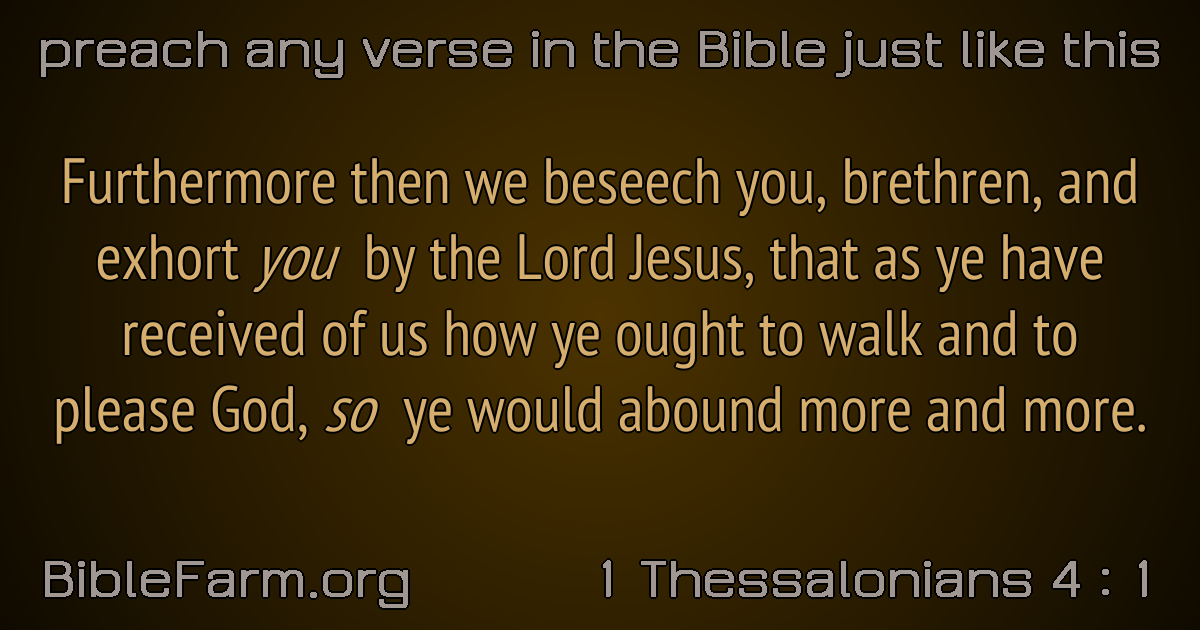 preach any verse in the Bible just like this
Furthermore then we beseech you, brethren, and
exhort you by the Lord Jesus, that as ye have
received of us how ye ought to walk and to
please God, so ye would abound more and more.
BibleFarm.org
1 Thessalonians 4 : 1